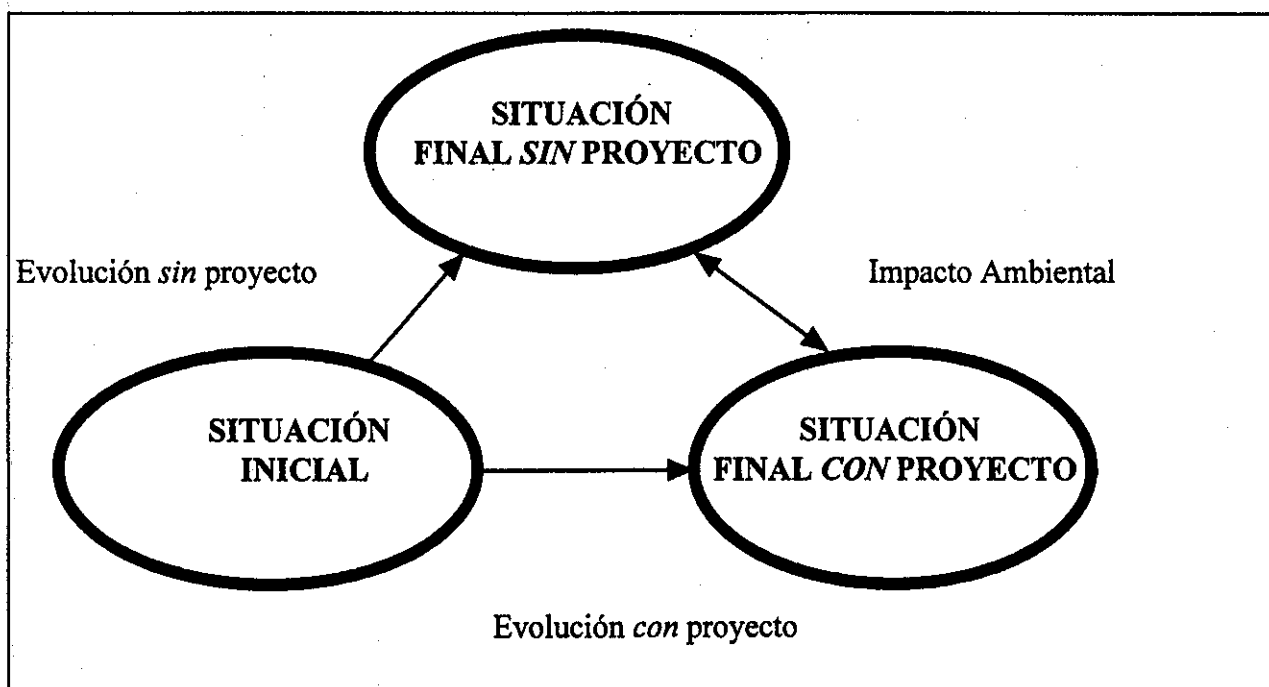 SITUACIÓN
FINAL SIN PROYECTO
Evolución sin proyecto
Impacto Ambiental
SITUACIÓN
INICIAL
SITUACIÓN
FINAL CON PROYECTO
Evolución con proyecto